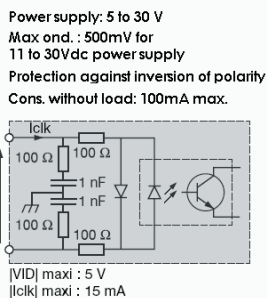 Power supply: 5 to 30 V
Max ond. : 500mV for
11 to 30Vdc power supply
Protection against inversion of polarity
Cons. without load: 100mA max.
Iclk
100 Ω
100 Ω
1 nF
1 nF
100 Ω
100 Ω
|VID| maxi : 5 V
|Iclk| maxi : 15 mA